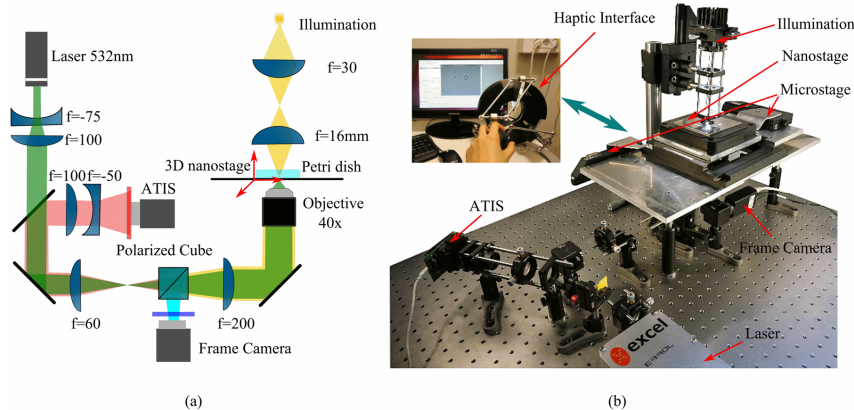 (a)
Laser 532nm
f=-75
f=100
f=100
f=-50
ATIS
Polarized Cube
f=60
f=200
Frame Camera
Illumination
f=30
f=16mm
3D nanostage
Petri dish
Objective
40x
(b)
Haptic Interface
Illumination
Nanostage
Microstage
ATIS
Frame Camera
Laser
excel